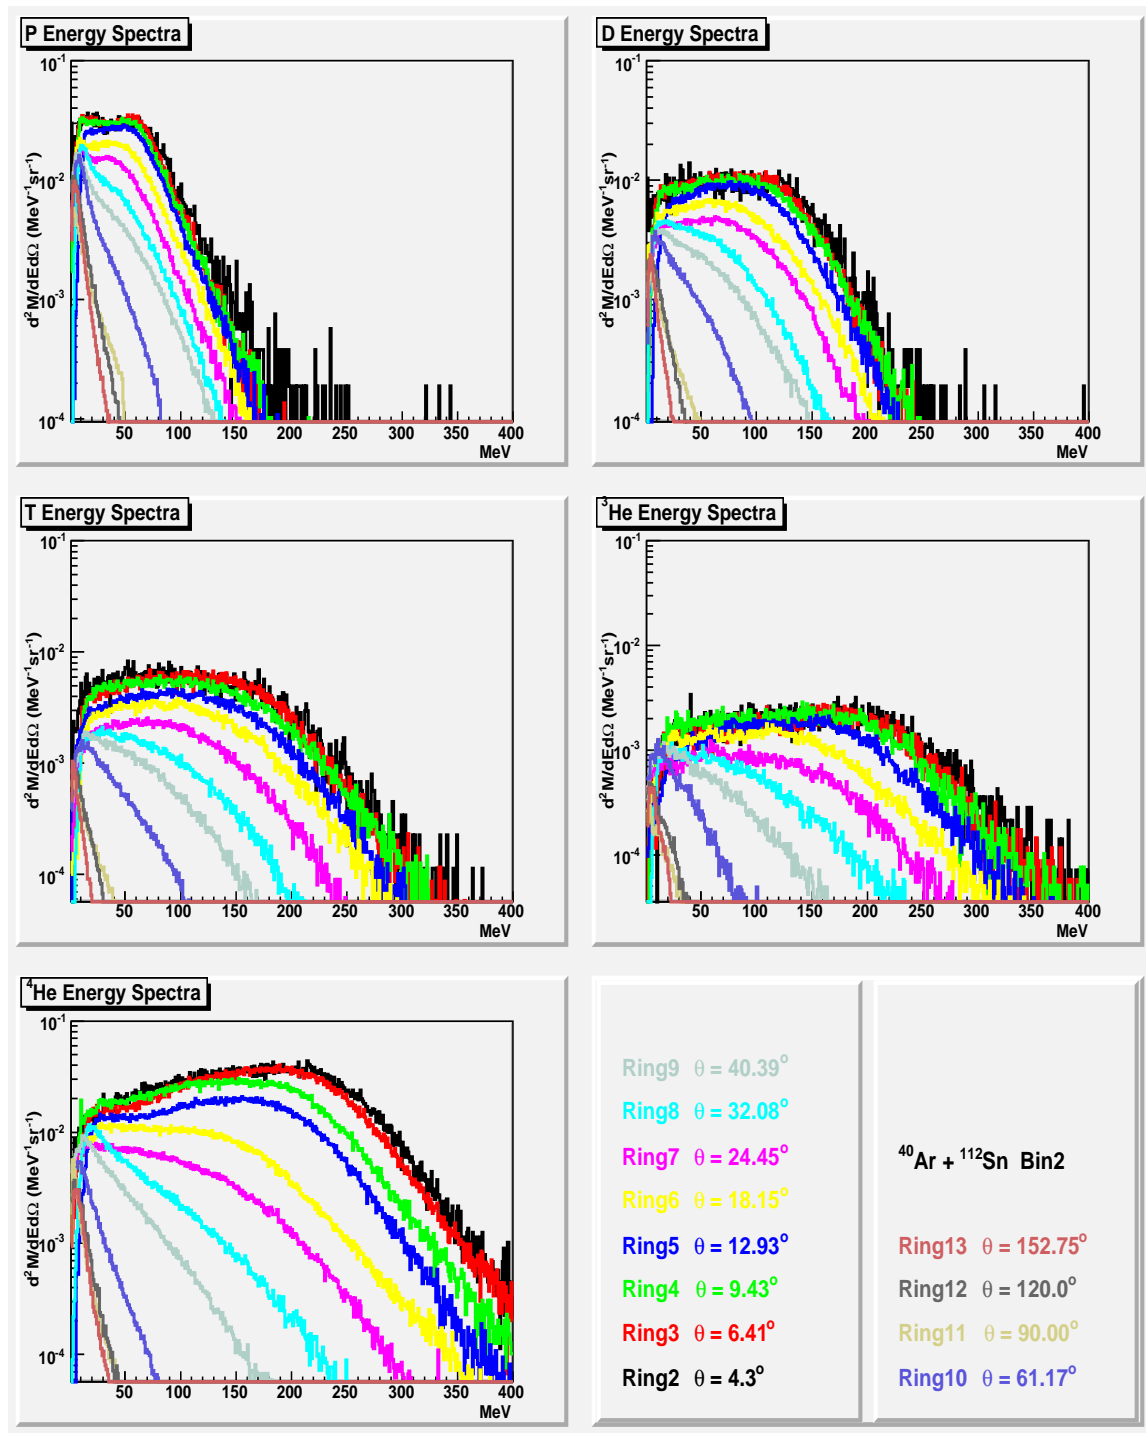 P Energy Spectra
d²M/dEdΩ (MeV⁻¹sr⁻¹)
10⁻¹
10⁻²
10⁻³
10⁻⁴
50 100 150 200 250 300 350 400
MeV
D Energy Spectra
d²M/dEdΩ (MeV⁻¹sr⁻¹)
10⁻¹
10⁻²
10⁻³
10⁻⁴
50 100 150 200 250 300 350 400
MeV
T Energy Spectra
d²M/dEdΩ (MeV⁻¹sr⁻¹)
10⁻¹
10⁻²
10⁻³
10⁻⁴
50 100 150 200 250 300 350 400
MeV
³He Energy Spectra
d²M/dEdΩ (MeV⁻¹sr⁻¹)
10⁻¹
10⁻²
10⁻³
10⁻⁴
50 100 150 200 250 300 350 400
MeV
⁴He Energy Spectra
d²M/dEdΩ (MeV⁻¹sr⁻¹)
10⁻¹
10⁻²
10⁻³
10⁻⁴
50 100 150 200 250 300 350 400
MeV
Ring9 θ = 40.39°
Ring8 θ = 32.08°
Ring7 θ = 24.45°
Ring6 θ = 18.15°
Ring5 θ = 12.93°
Ring4 θ = 9.43°
Ring3 θ = 6.41°
Ring2 θ = 4.3°
⁴⁰Ar + ¹¹²Sn Bin2
Ring13 θ = 152.75°
Ring12 θ = 120.0°
Ring11 θ = 90.00°
Ring10 θ = 61.17°